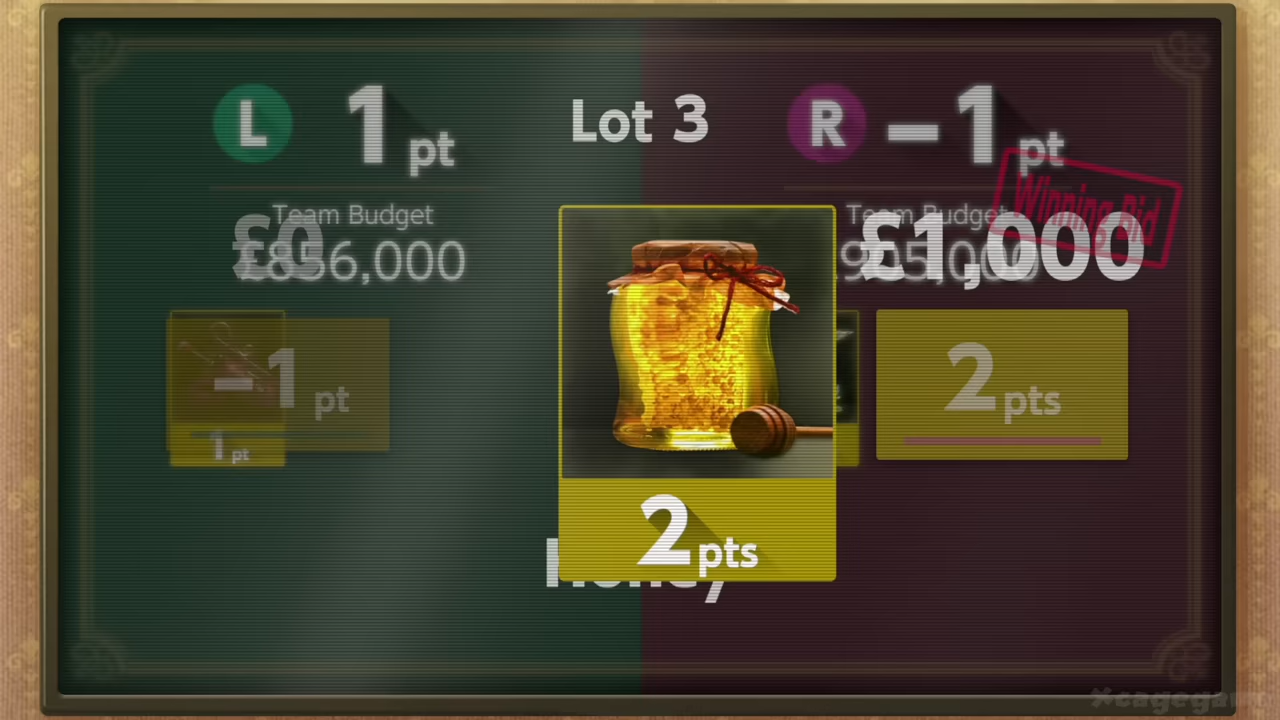 L 1 pt
Lot 3
R -1 pt
Winning Bid
Team Budget
Team Budget
£0
£1,000
£856,000
-1 pt
2 pts
1 pt
2 pts
Honey